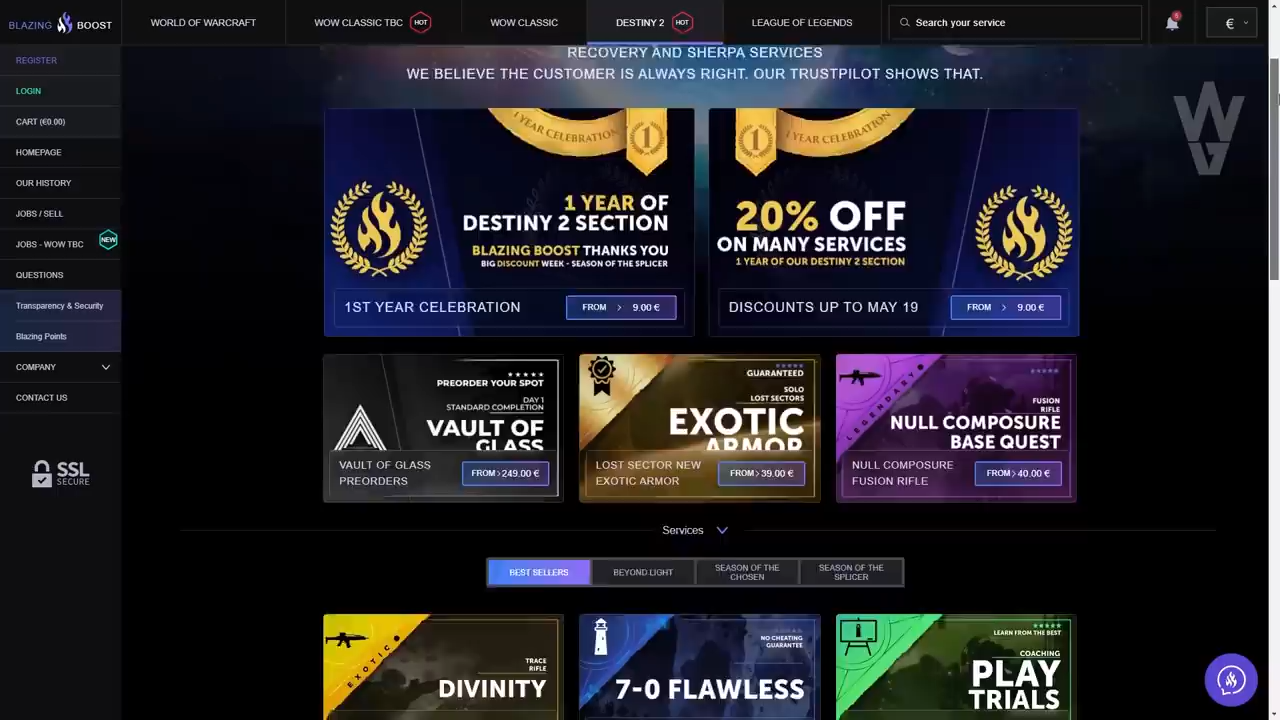 BLAZING BOOST
WORLD OF WARCRAFT
WOW CLASSIC TBC
HOT
WOW CLASSIC
DESTINY 2
HOT
LEAGUE OF LEGENDS
Search your service
6
€
REGISTER
LOGIN
CART (€0.00)
HOMEPAGE
OUR HISTORY
JOBS / SELL
JOBS - WOW TBC
NEW
QUESTIONS
Transparency & Security
Blazing Points
COMPANY
CONTACT US
SSL
SECURE
RECOVERY AND SHERPA SERVICES
WE BELIEVE THE CUSTOMER IS ALWAYS RIGHT. OUR TRUSTPILOT SHOWS THAT.
1 YEAR CELEBRATION
1
1 YEAR OF
DESTINY 2 SECTION
BLAZING BOOST THANKS YOU
BIG DISCOUNT WEEK - SEASON OF THE SPLICER
1ST YEAR CELEBRATION
FROM > 9.00 €
1
1 YEAR CELEBRATION
20% OFF
ON MANY SERVICES
1 YEAR OF OUR DESTINY 2 SECTION
DISCOUNTS UP TO MAY 19
FROM > 9.00 €
PREORDER YOUR SPOT
DAY 1
STANDARD COMPLETION
VAULT OF
GLASS
VAULT OF GLASS
PREORDERS
FROM > 249.00 €
GUARANTEED
SOLO
LOST SECTORS
EXOTIC
ARMOR
LOST SECTOR NEW
EXOTIC ARMOR
FROM > 39.00 €
LEGENDARY
FUSION
RIFLE
NULL COMPOSURE
BASE QUEST
NULL COMPOSURE
FUSION RIFLE
FROM > 40.00 €
Services
BEST SELLERS
BEYOND LIGHT
SEASON OF THE
CHOSEN
SEASON OF THE
SPLICER
EXOTIC
TRACE
RIFLE
DIVINITY
NO CHEATING
GUARANTEE
7-0 FLAWLESS
LEARN FROM THE BEST
COACHING
PLAY
TRIALS